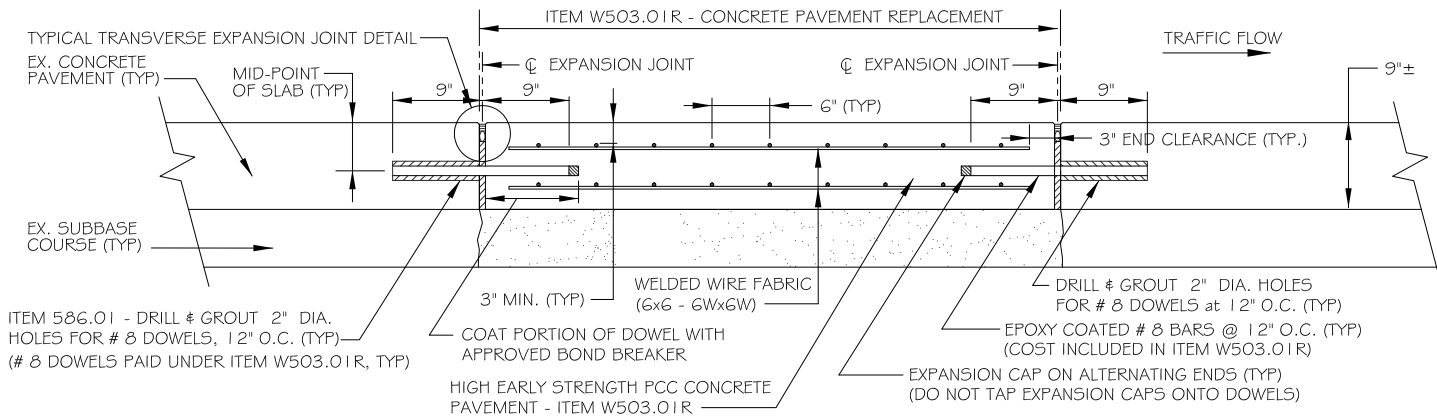 ITEM W503.01R - CONCRETE PAVEMENT REPLACEMENT
TYPICAL TRANSVERSE EXPANSION JOINT DETAIL
TRAFFIC FLOW
EX. CONCRETE
PAVEMENT (TYP)
MID-POINT
OF SLAB (TYP)
℄ EXPANSION JOINT
℄ EXPANSION JOINT
9"
9"
6" (TYP)
9"
9"
9"±
3" END CLEARANCE (TYP.)
EX. SUBBASE
COURSE (TYP)
3" MIN. (TYP)
WELDED WIRE FABRIC
(6x6 - 6Wx6W)
DRILL & GROUT 2" DIA. HOLES
FOR # 8 DOWELS at 12" O.C. (TYP)
ITEM 586.01 - DRILL & GROUT 2" DIA.
HOLES FOR # 8 DOWELS, 12" O.C. (TYP)
(# 8 DOWELS PAID UNDER ITEM W503.01R, TYP)
COAT PORTION OF DOWEL WITH
APPROVED BOND BREAKER
EPOXY COATED # 8 BARS @ 12" O.C. (TYP)
(COST INCLUDED IN ITEM W503.01R)
HIGH EARLY STRENGTH PCC CONCRETE
PAVEMENT - ITEM W503.01R
EXPANSION CAP ON ALTERNATING ENDS (TYP)
(DO NOT TAP EXPANSION CAPS ONTO DOWELS)